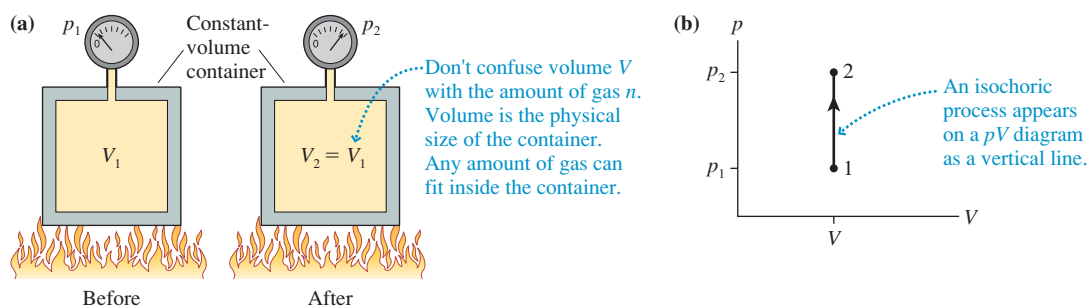 (a)
p₁
0
Constant-
volume
container
0
p₂
Don't confuse volume V
with the amount of gas n.
Volume is the physical
size of the container.
Any amount of gas can
fit inside the container.
V₁
V₂ = V₁
Before
After
(b)
p
p₂
2
An isochoric
process appears
on a pV diagram
as a vertical line.
p₁
1
V
V